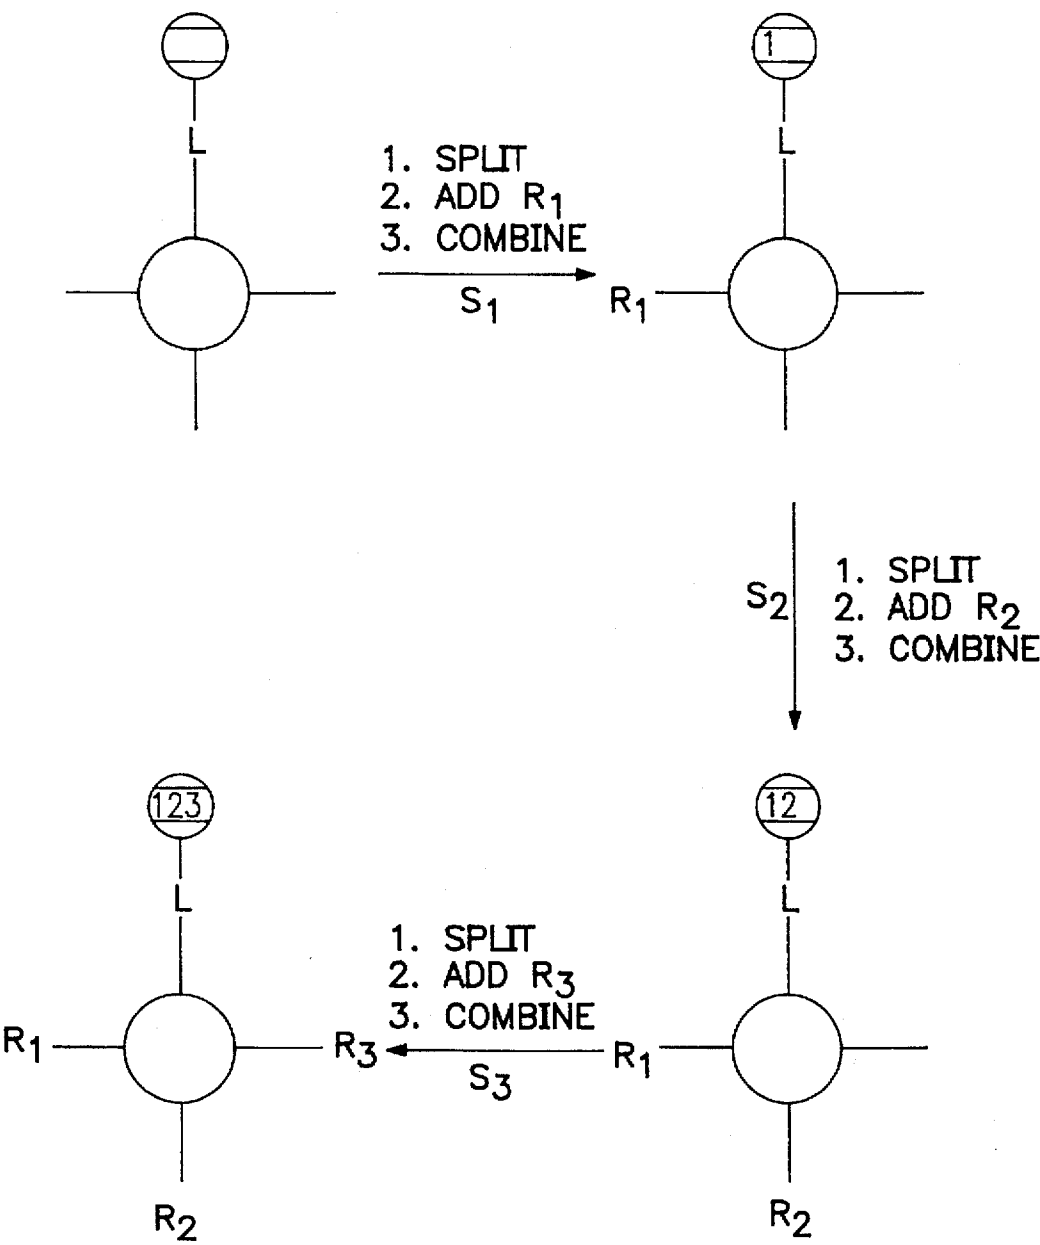 1
L
L
1. SPLIT
2. ADD R1
3. COMBINE
S1
R1
S2
1. SPLIT
2. ADD R2
3. COMBINE
123
12
L
L
1. SPLIT
2. ADD R3
3. COMBINE
R1
R3
S3
R1
R2
R2